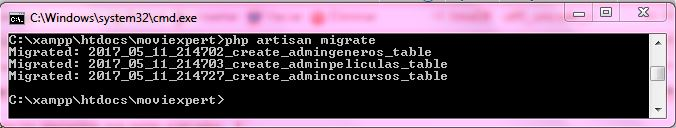 C:\Windows\system32\cmd.exe
C:\xampp\htdocs\moviexpert>php artisan migrate
Migrated: 2017_05_11_214702_create_admingeneros_table
Migrated: 2017_05_11_214703_create_adminpeliculas_table
Migrated: 2017_05_11_214727_create_adminconcursos_table
C:\xampp\htdocs\moviexpert>